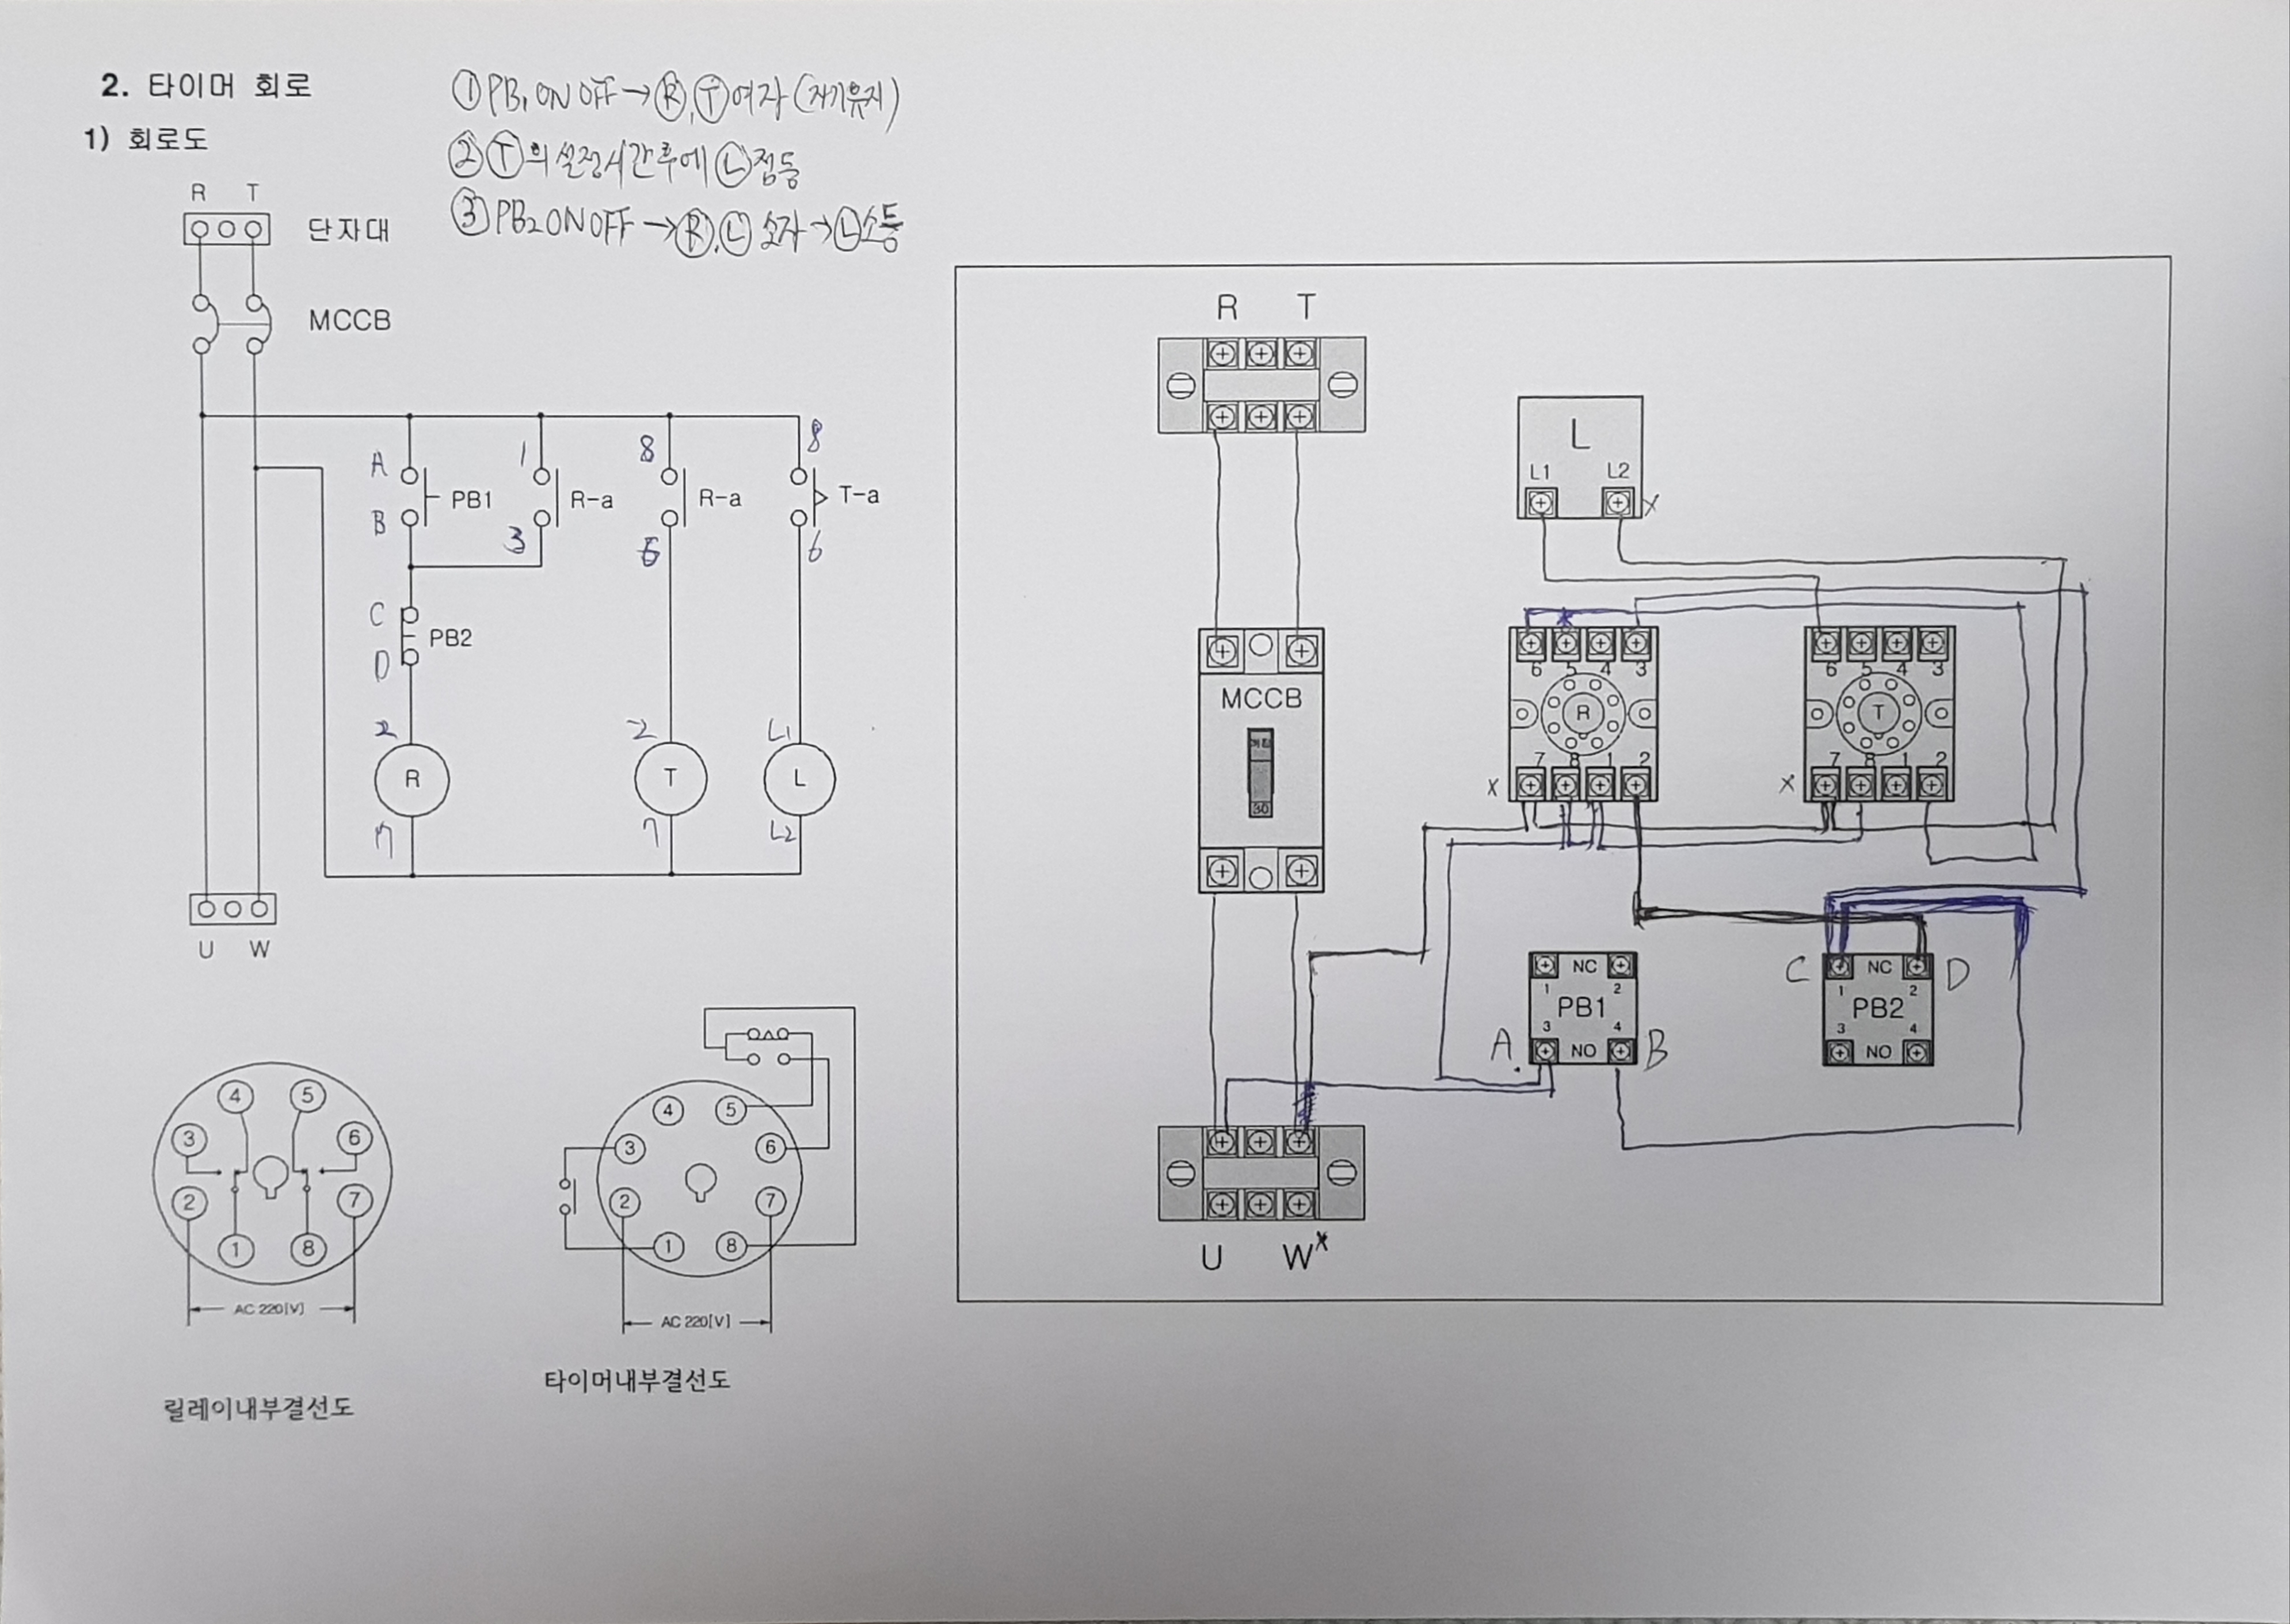 2. 타이머 회로
1) 회로도
① PB1 ON OFF → Ⓡ, Ⓣ 여자 (자기유지)
② Ⓣ의 설정시간후에 Ⓛ점등
③ PB2 ON OFF → Ⓡ, Ⓛ 소자 → Ⓛ소등
R T
단자대
MCCB
A 1 8 8
PB1 R-a R-a T-a
B 3 6
C
PB2
D
2 2 L1
R T L
7 7 L2
U W
4 5
3 6
2 7
1 8
AC 220[V]
릴레이내부결선도
4 5
3 6
2 7
1 8
AC 220[V]
타이머내부결선도
R T
L
L1 L2 x
MCCB
30
6 5 4 3
R
7 8 1 2
x
6 5 4 3
T
7 8 1 2
x
NC
1 2
PB1
3 4
A NO B
C NC D
1 2
PB2
3 4
NO
U W x